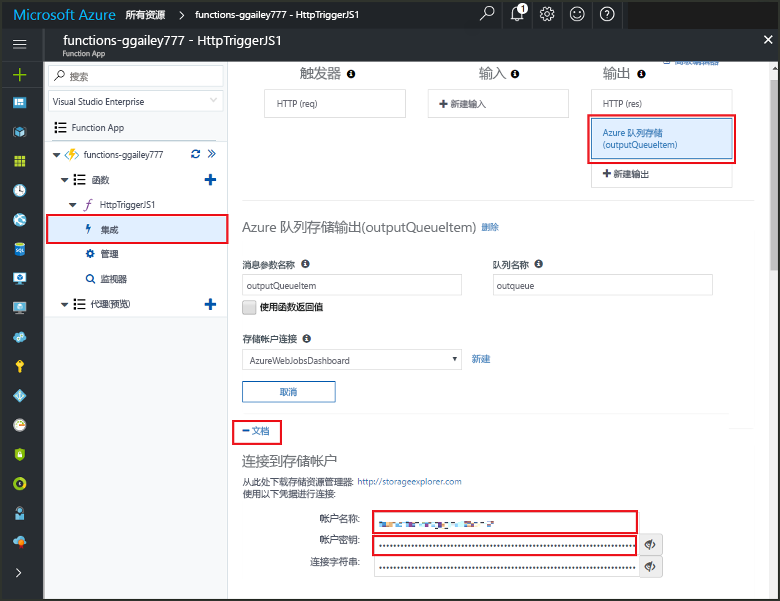 Microsoft Azure 所有资源 functions-ggailey777 - HttpTriggerJS1
1
functions-ggailey777 - HttpTriggerJS1
Function App
搜索
Visual Studio Enterprise
Function App
functions-ggailey777
函数
HttpTriggerJS1
集成
管理
监视器
代理(预览)
高级编辑器
触发器
输入
输出
HTTP (req)
新建输入
HTTP (res)
Azure 队列存储
(outputQueueItem)
新建输出
Azure 队列存储输出(outputQueueItem) 删除
消息参数名称
队列名称
outputQueueItem
outqueue
使用函数返回值
存储帐户连接
AzureWebJobsDashboard
新建
取消
文档
连接到存储帐户
从此处下载存储资源管理器: http://storageexplorer.com
使用以下凭据进行连接:
帐户名称:
帐户密钥:
连接字符串: